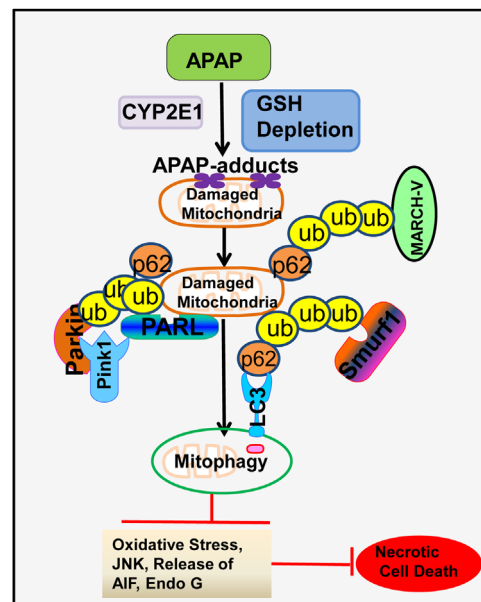 APAP
CYP2E1
GSH
Depletion
APAP-adducts
Damaged
Mitochondria
MARCH-V
ub
ub
ub
p62
p62
Damaged
Mitochondria
ub
ub
ub
Parkin
Pink1
PARL
ub
ub
ub
Smurf1
p62
LC3
Mitophagy
Oxidative Stress,
JNK, Release of
AIF, Endo G
Necrotic
Cell Death